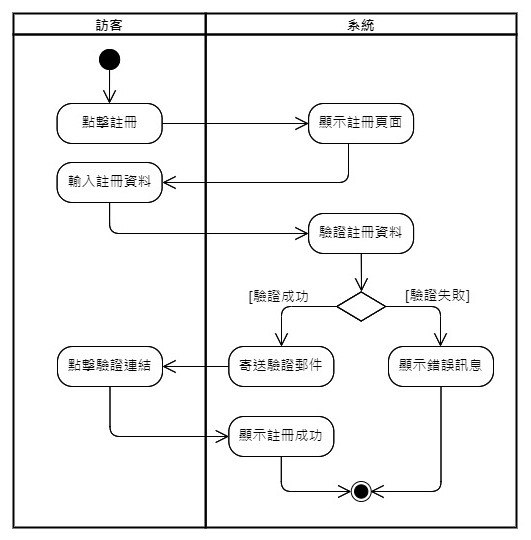 訪客
系統
點擊註冊
顯示註冊頁面
輸入註冊資料
驗證註冊資料
[驗證成功
[驗證失敗]
點擊驗證連結
寄送驗證郵件
顯示錯誤訊息
顯示註冊成功